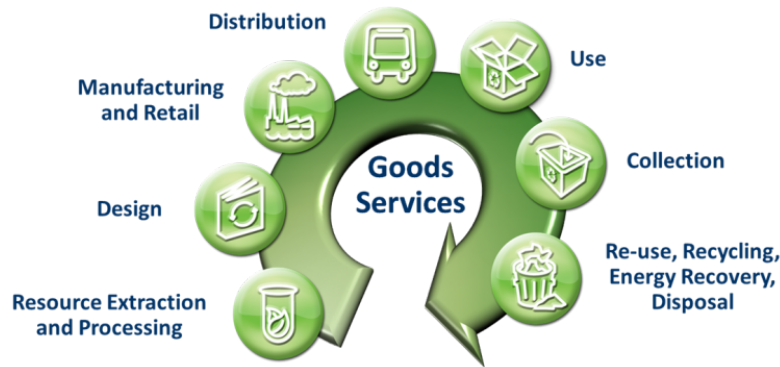 Distribution
Use
Manufacturing
and Retail
Goods
Services
Collection
Design
Re-use, Recycling,
Energy Recovery,
Disposal
Resource Extraction
and Processing